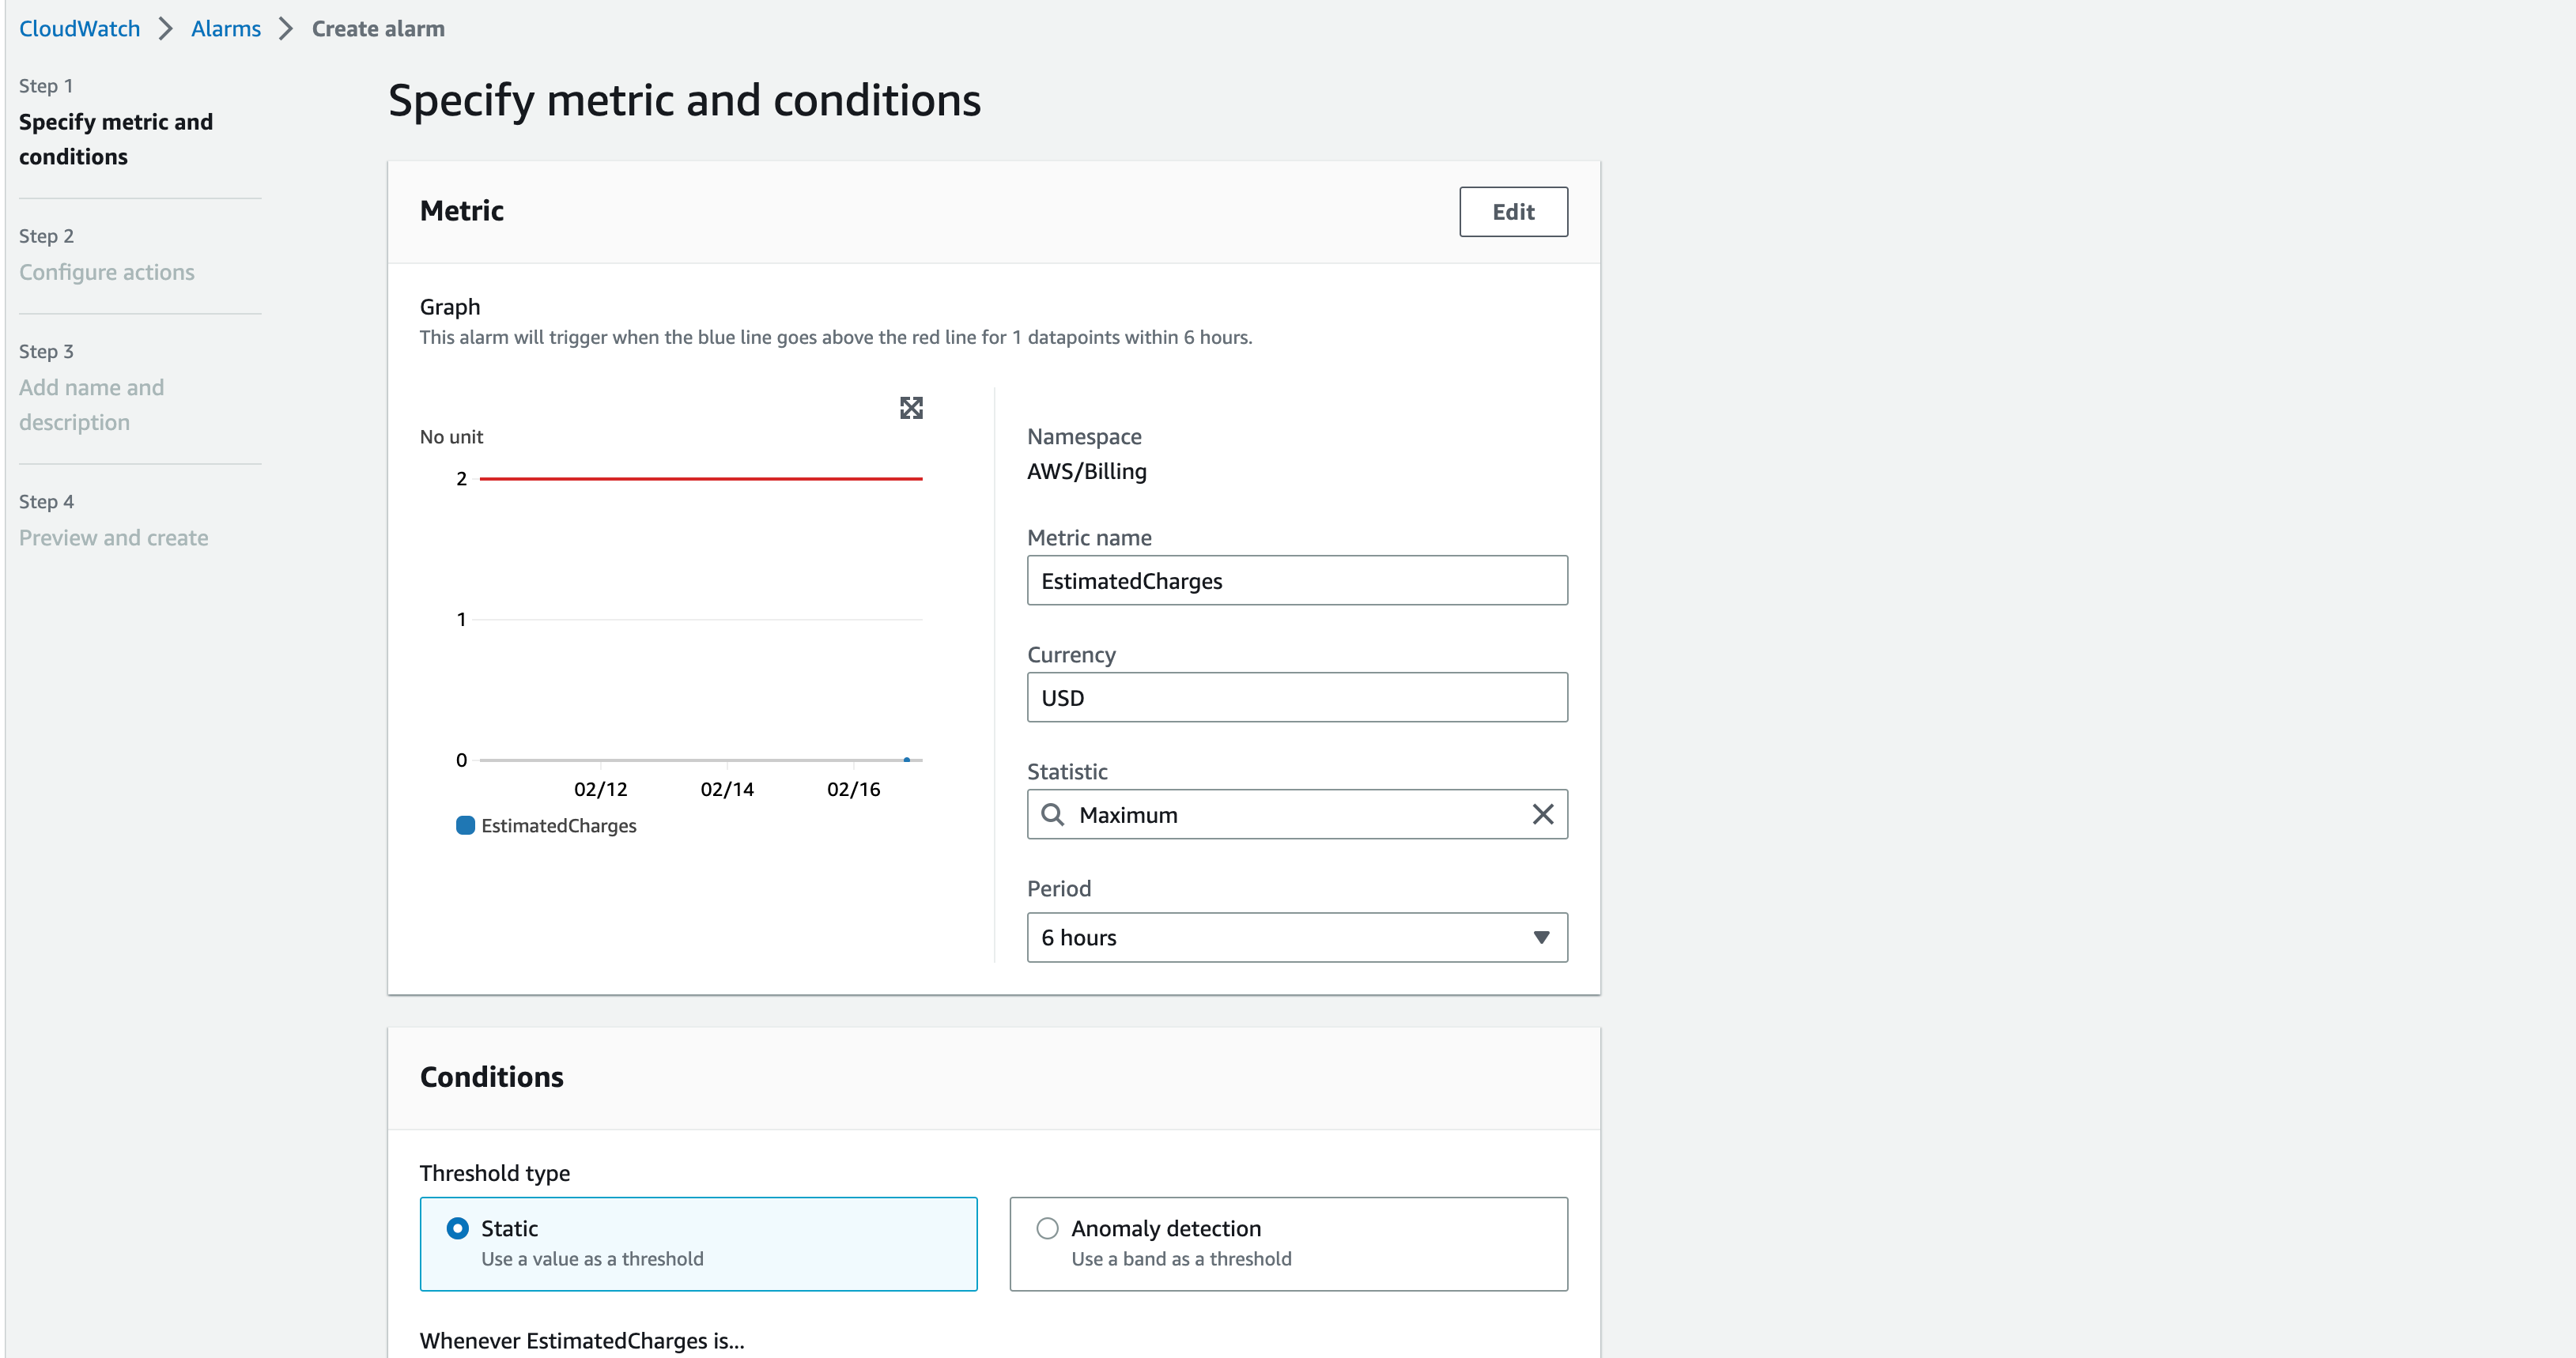 CloudWatch > Alarms > Create alarm
Step 1
Specify metric and
conditions
Step 2
Configure actions
Step 3
Add name and
description
Step 4
Preview and create
Specify metric and conditions
Metric
Edit
Graph
This alarm will trigger when the blue line goes above the red line for 1 datapoints within 6 hours.
No unit
2
1
0
02/12 02/14 02/16
EstimatedCharges
Namespace
AWS/Billing
Metric name
EstimatedCharges
Currency
USD
Statistic
Maximum
Period
6 hours
Conditions
Threshold type
Static
Use a value as a threshold
Anomaly detection
Use a band as a threshold
Whenever EstimatedCharges is...